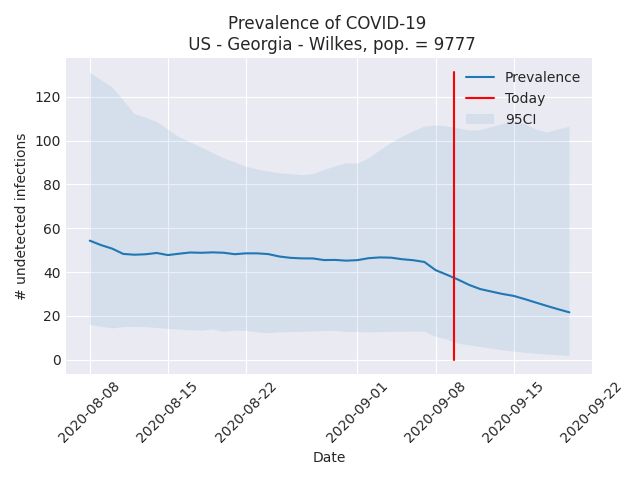 Prevalence of COVID-19
US - Georgia - Wilkes, pop. = 9777
Prevalence
Today
95CI
# undetected infections
120
100
80
60
40
20
0
2020-08-08
2020-08-15
2020-08-22
2020-09-01
2020-09-08
2020-09-15
2020-09-22
Date